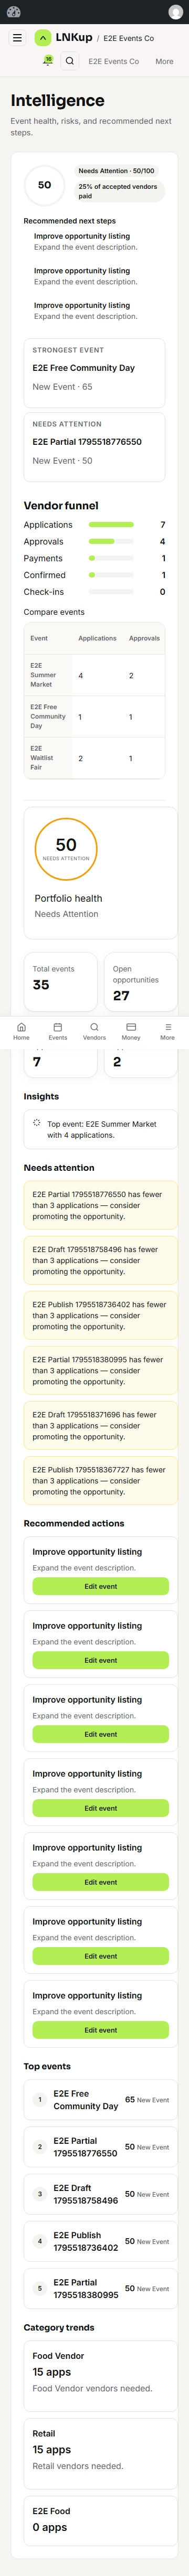 16
LNKup / E2E Events Co
E2E Events Co More
Intelligence
Event health, risks, and recommended next
steps.
50
Needs Attention · 50/100
25% of accepted vendors
paid
Recommended next steps
Improve opportunity listing
Expand the event description.
Improve opportunity listing
Expand the event description.
Improve opportunity listing
Expand the event description.
STRONGEST EVENT
E2E Free Community Day
New Event · 65
NEEDS ATTENTION
E2E Partial 1795518776550
New Event · 50
Vendor funnel
Applications 7
Approvals 4
Payments 1
Confirmed 1
Check-ins 0
Compare events
Event Applications Approvals
E2E
Summer
Market
4 2
E2E Free
Community
Day
1 1
E2E
Waitlist
Fair
2 1
50
NEEDS ATTENTION
Portfolio health
Needs Attention
Total events
35
Open
opportunities
27
Home Events Vendors Money More
7 2
Insights
Top event: E2E Summer Market
with 4 applications.
Needs attention
E2E Partial 1795518776550 has fewer
than 3 applications — consider
promoting the opportunity.
E2E Draft 1795518758496 has fewer
than 3 applications — consider
promoting the opportunity.
E2E Publish 1795518736402 has fewer
than 3 applications — consider
promoting the opportunity.
E2E Partial 1795518380995 has fewer
than 3 applications — consider
promoting the opportunity.
E2E Draft 1795518371696 has fewer
than 3 applications — consider
promoting the opportunity.
E2E Publish 1795518367727 has fewer
than 3 applications — consider
promoting the opportunity.
Recommended actions
Improve opportunity listing
Expand the event description.
Edit event
Improve opportunity listing
Expand the event description.
Edit event
Improve opportunity listing
Expand the event description.
Edit event
Improve opportunity listing
Expand the event description.
Edit event
Improve opportunity listing
Expand the event description.
Edit event
Improve opportunity listing
Expand the event description.
Edit event
Improve opportunity listing
Expand the event description.
Edit event
Top events
1 E2E Free
Community Day
65 New Event
2 E2E Partial
1795518776550
50 New Event
3 E2E Draft
1795518758496
50 New Event
4 E2E Publish
1795518736402
50 New Event
5 E2E Partial
1795518380995
50 New Event
Category trends
Food Vendor
15 apps
Food Vendor vendors needed.
Retail
15 apps
Retail vendors needed.
E2E Food
0 apps